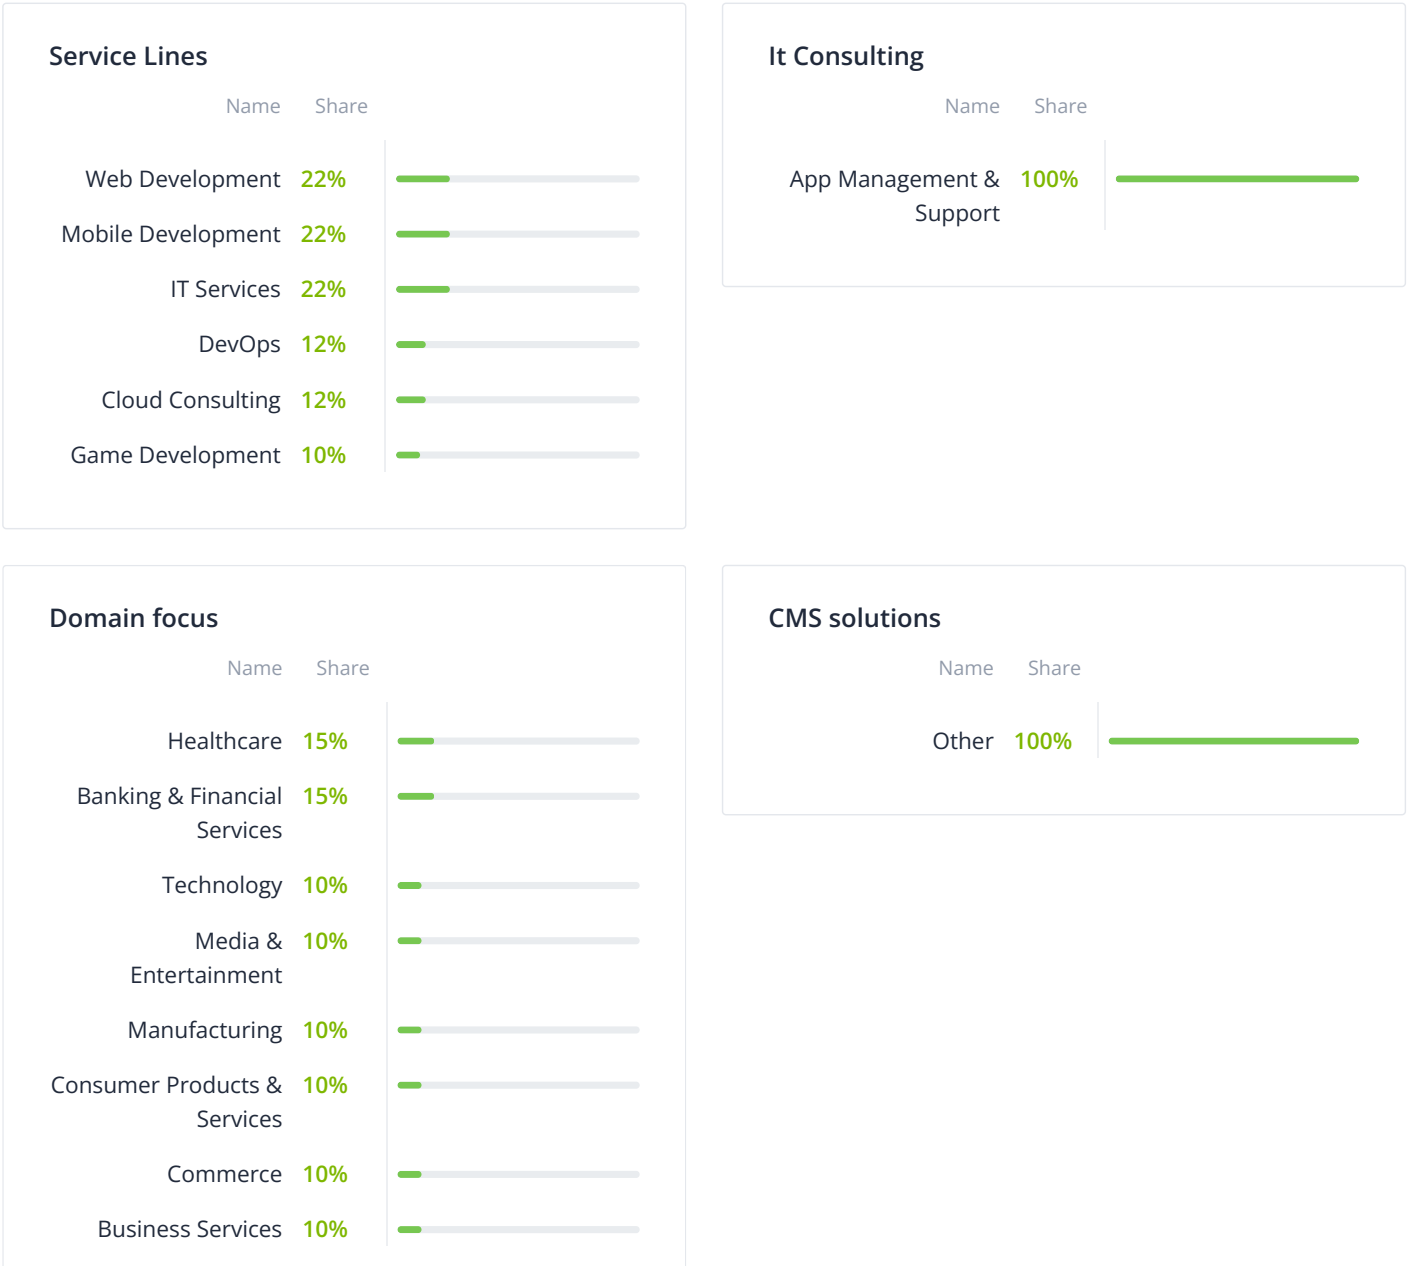 Service Lines
Name Share
Web Development 22%
Mobile Development 22%
IT Services 22%
DevOps 12%
Cloud Consulting 12%
Game Development 10%
It Consulting
Name Share
App Management & 100%
Support
Domain focus
Name Share
Healthcare 15%
Banking & Financial 15%
Services
Technology 10%
Media & 10%
Entertainment
Manufacturing 10%
Consumer Products & 10%
Services
Commerce 10%
Business Services 10%
CMS solutions
Name Share
Other 100%